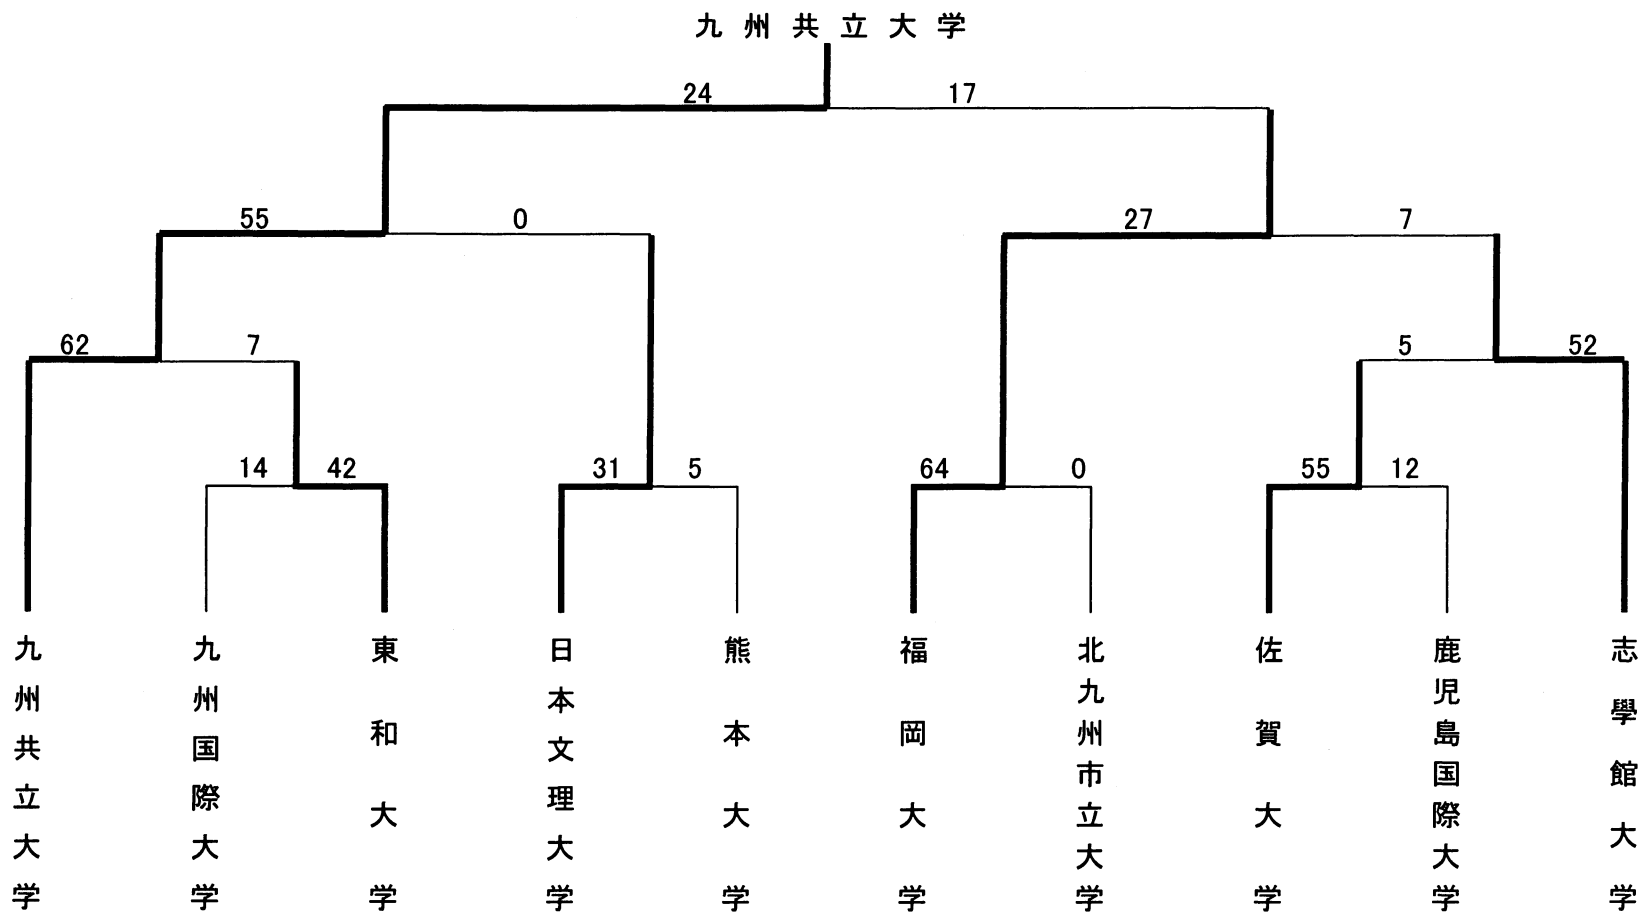 九州共立大学
24 17
55 0 27 7
62 7 5 52
14 42 31 5 64 0 55 12
九州共立大学
九州国際大学
東和大学
日本文理大学
熊本大学
福岡大学
北九州市立大学
佐賀大学
鹿児島国際大学
志學館大学